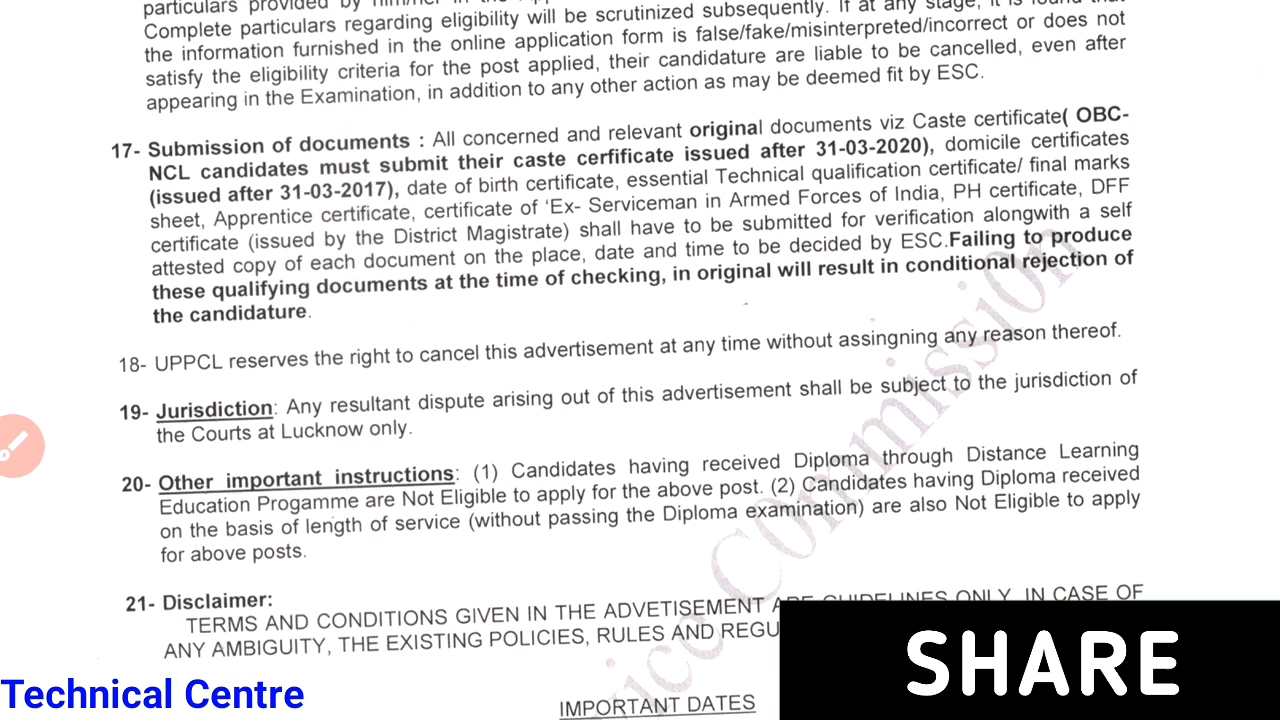 particulars provided by him/her in the
Complete particulars regarding eligibility will be scrutinized subsequently. If at any stage, it is found that
the information furnished in the online application form is false/fake/misinterpreted/incorrect or does not
satisfy the eligibility criteria for the post applied, their candidature are liable to be cancelled, even after
appearing in the Examination, in addition to any other action as may be deemed fit by ESC.
17- Submission of documents : All concerned and relevant original documents viz Caste certificate( OBC-
NCL candidates must submit their caste cerfificate issued after 31-03-2020), domicile certificates
(issued after 31-03-2017), date of birth certificate, essential Technical qualification certificate/ final marks
sheet, Apprentice certificate, certificate of ‘Ex- Serviceman in Armed Forces of India, PH certificate, DFF
certificate (issued by the District Magistrate) shall have to be submitted for verification alongwith a self
attested copy of each document on the place, date and time to be decided by ESC.Failing to produce
these qualifying documents at the time of checking, in original will result in conditional rejection of
the candidature.
18- UPPCL reserves the right to cancel this advertisement at any time without assingning any reason thereof.
19- Jurisdiction: Any resultant dispute arising out of this advertisement shall be subject to the jurisdiction of
the Courts at Lucknow only.
20- Other important instructions: (1) Candidates having received Diploma through Distance Learning
Education Progamme are Not Eligible to apply for the above post. (2) Candidates having Diploma received
on the basis of length of service (without passing the Diploma examination) are also Not Eligible to apply
for above posts.
21- Disclaimer:
TERMS AND CONDITIONS GIVEN IN THE ADVETISEMENT ARE GUIDELINES ONLY. IN CASE OF
ANY AMBIGUITY, THE EXISTING POLICIES, RULES AND REGU
IMPORTANT DATES
C0mmissi0n
Technical Centre
SHARE